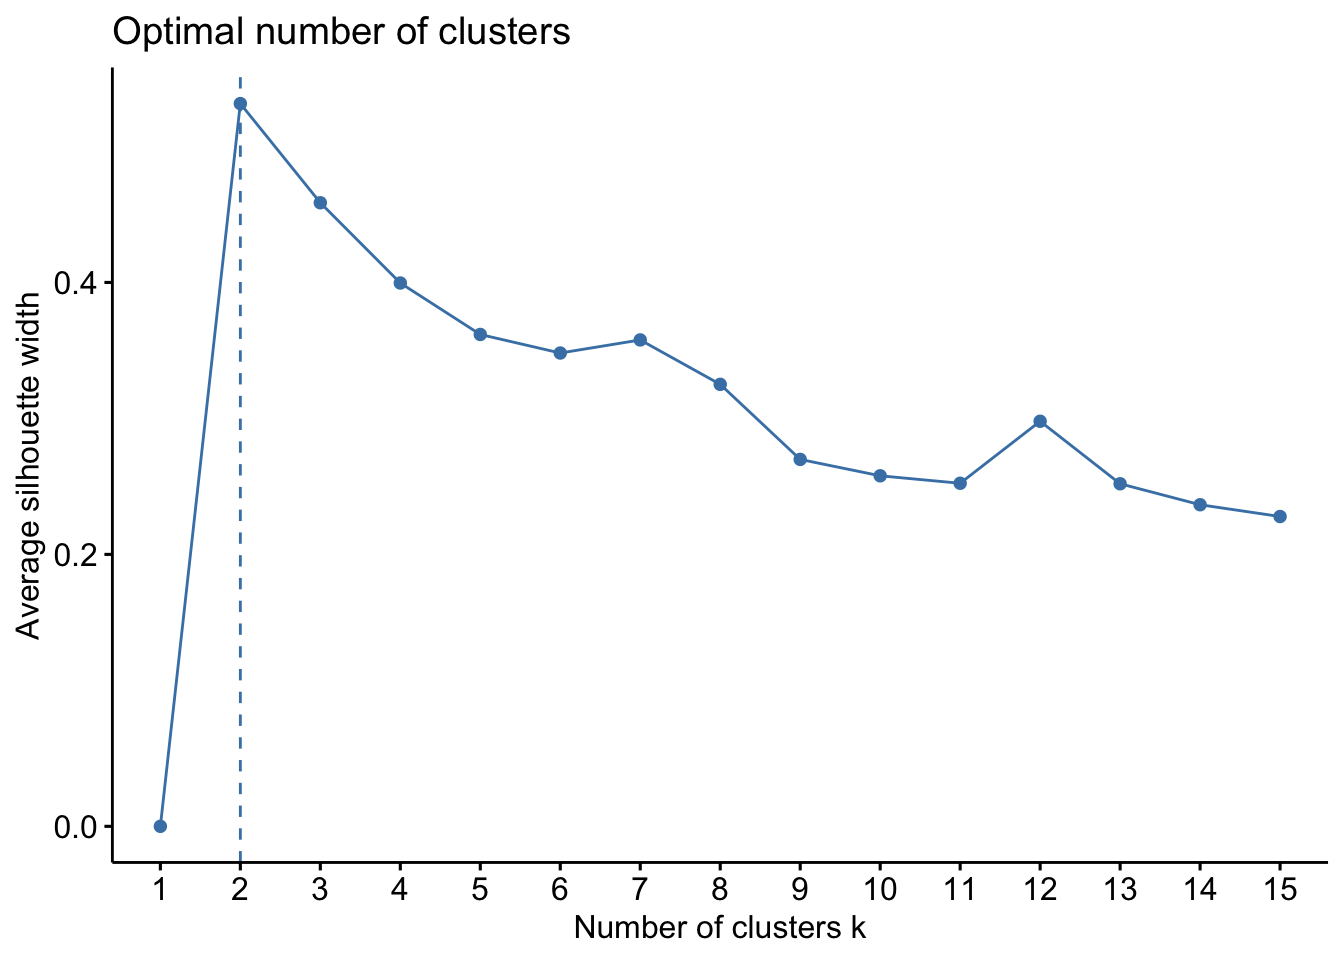 Optimal number of clusters
Average silhouette width
0.4
0.2
0.0
1 2 3 4 5 6 7 8 9 10 11 12 13 14 15
Number of clusters k